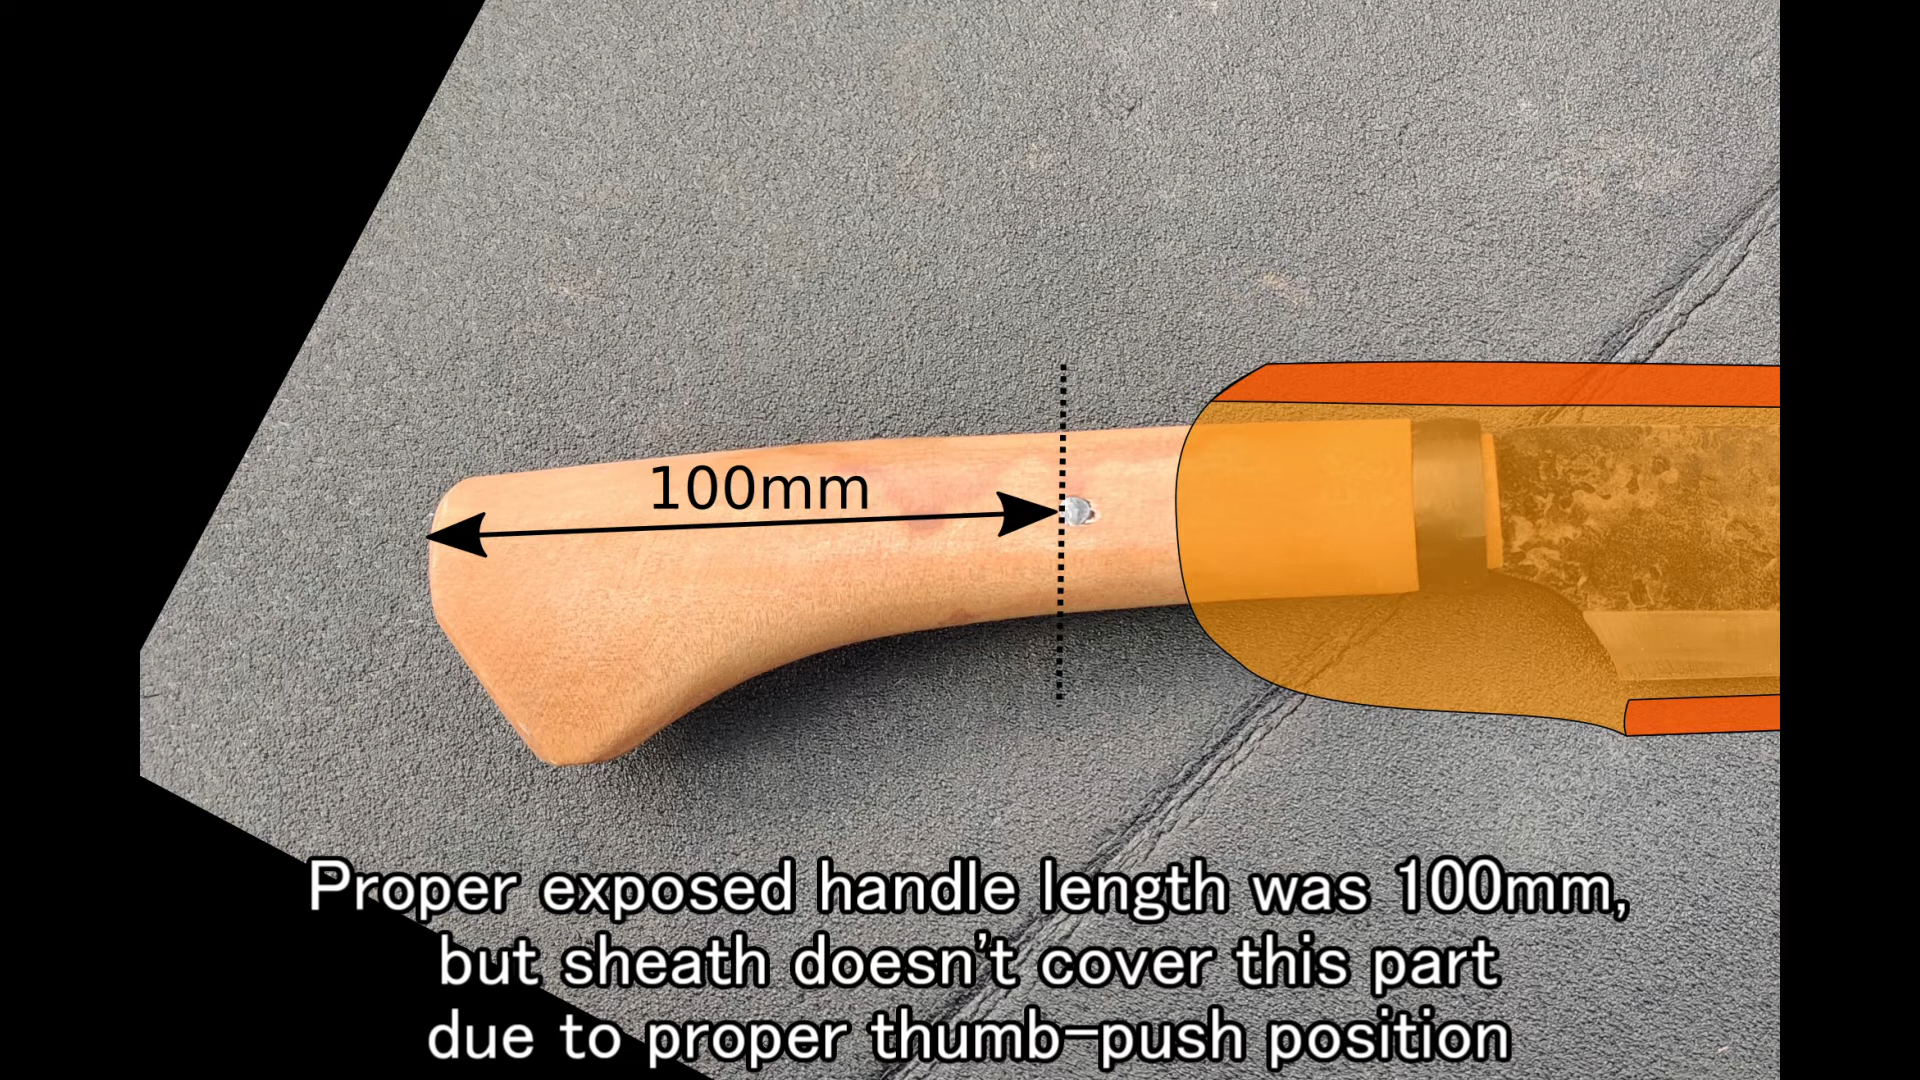 100mm
Proper exposed handle length was 100mm,
but sheath doesn't cover this part
due to proper thumb-push position